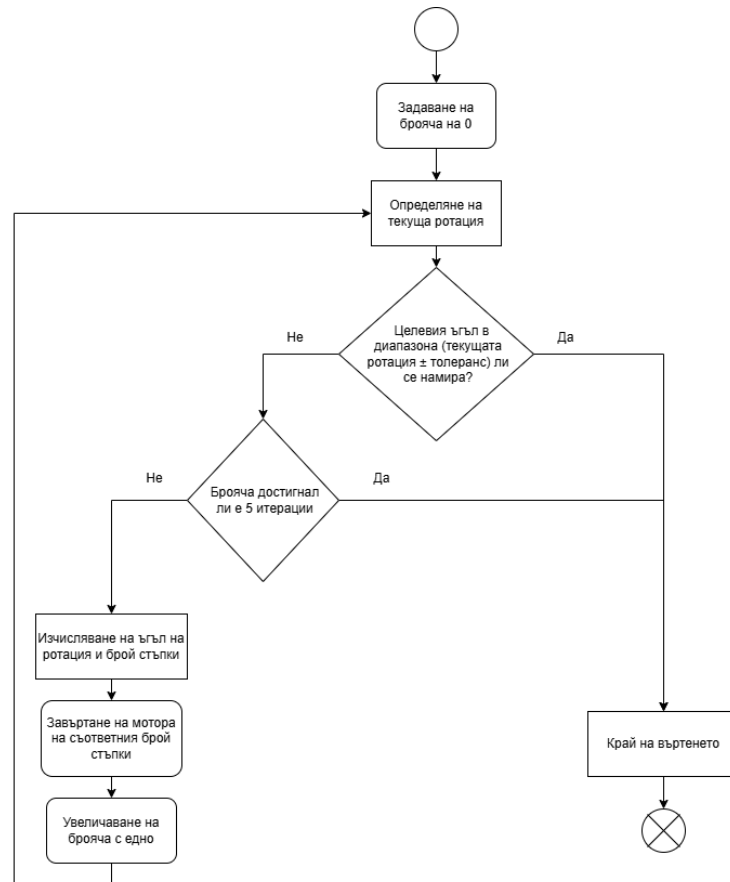 Задаване на
брояча на 0
Определяне на
текуща ротация
Целевия ъгъл в
диапазона (текущата
ротация ± толеранс) ли
се намира?
Не
Да
Брояча достигнал
ли е 5 итерации
Не
Да
Изчисляване на ъгъл на
ротация и брой стъпки
Завъртане на мотора
на съответния брой
стъпки
Увеличаване на
брояча с едно
Край на въртенето